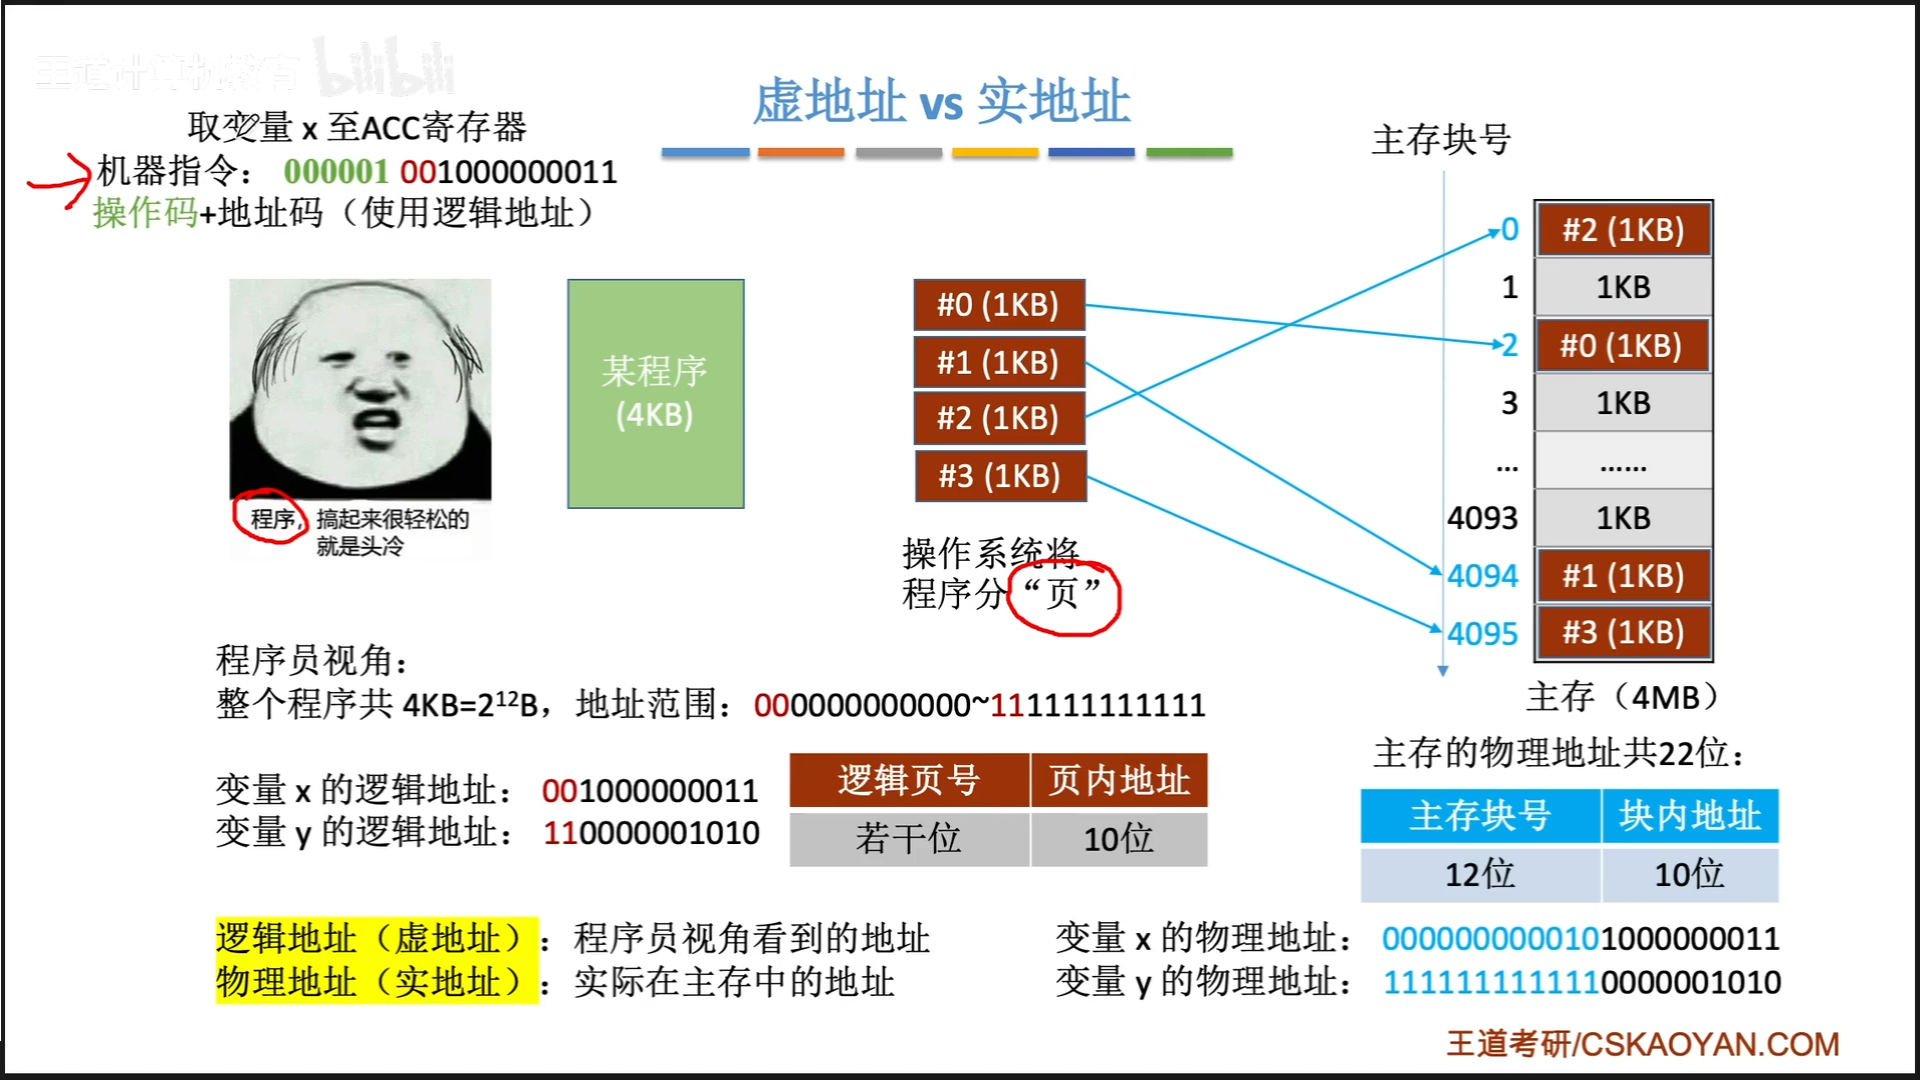 王道计算机教育 bilibili
虚地址 vs 实地址
取变量 x 至ACC寄存器
机器指令： 000001 001000000011
操作码+地址码（使用逻辑地址）
程序，搞起来很轻松的
就是头冷
某程序
(4KB)
#0 (1KB)
#1 (1KB)
#2 (1KB)
#3 (1KB)
操作系统将
程序分“页”
主存块号
0 #2 (1KB)
1 1KB
2 #0 (1KB)
3 1KB
... ......
4093 1KB
4094 #1 (1KB)
4095 #3 (1KB)
主存（4MB）
程序员视角：
整个程序共 4KB=2¹²B，地址范围：000000000000~111111111111
变量 x 的逻辑地址： 001000000011
变量 y 的逻辑地址： 110000001010
逻辑页号 页内地址
若干位 10位
主存的物理地址共22位：
主存块号 块内地址
12位 10位
逻辑地址（虚地址）：程序员视角看到的地址
物理地址（实地址）：实际在主存中的地址
变量 x 的物理地址： 0000000000101000000011
变量 y 的物理地址： 1111111111110000001010
王道考研/CSKAOYAN.COM